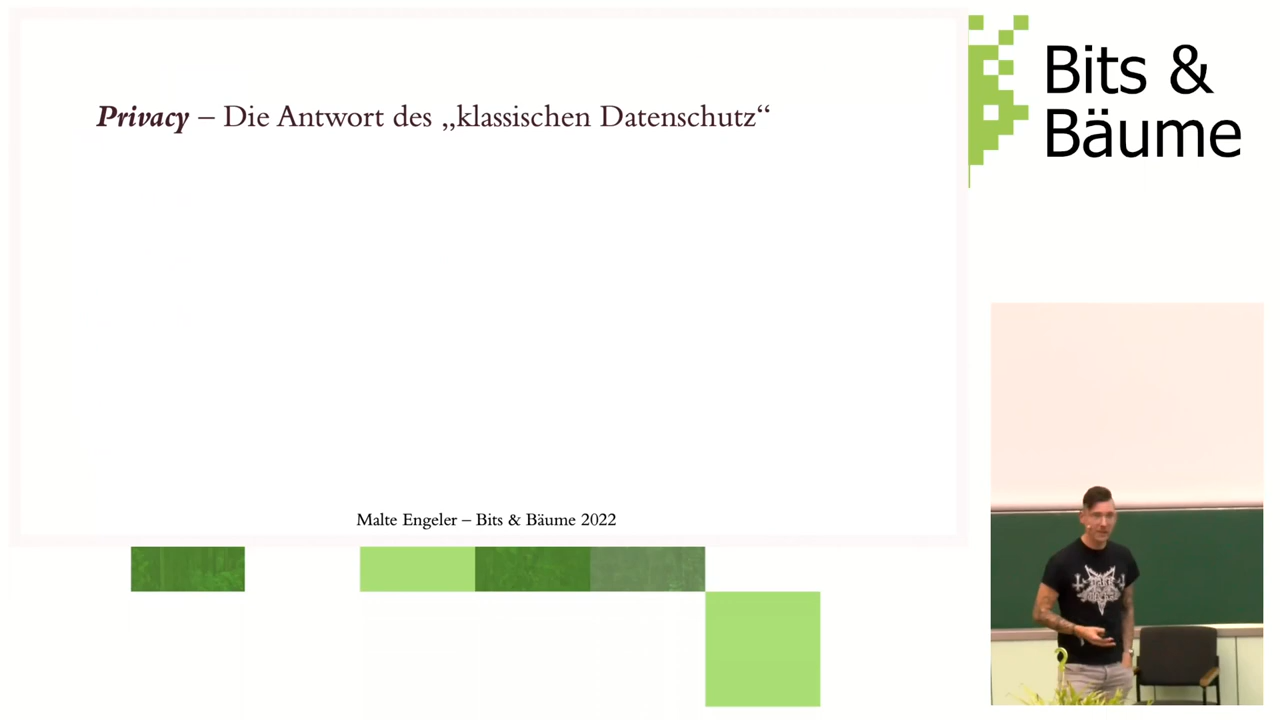 Privacy – Die Antwort des „klassischen Datenschutz“
Malte Engeler – Bits & Bäume 2022
Bits &
Bäume